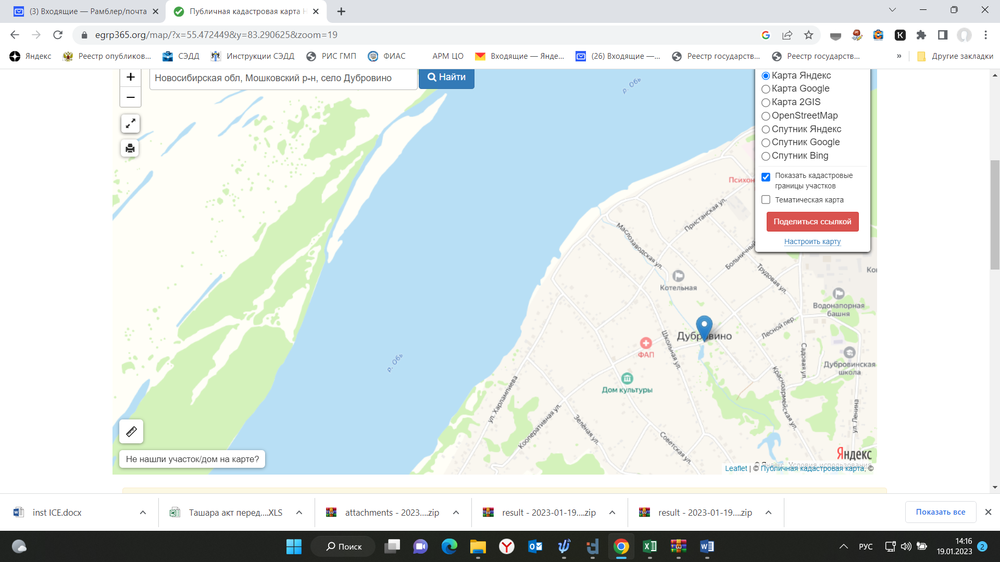 (3) Входящие — Рамблер/почта
Публичная кадастровая карта
egrp365.org/map/?x=55.472449&y=83.290625&zoom=19
Яндекс
Реестр опубликов...
СЭДД
Инструкции СЭДД
РИС ГМП
ФИАС
АРМ ЦО
Входящие — Янде...
(26) Входящие —...
Реестр государств...
Реестр государств...
»
Другие закладки
+
−
Новосибирская обл, Мошковский р-н, село Дубровино
Найти
Карта Яндекс
Карта Google
Карта 2GIS
OpenStreetMap
Спутник Яндекс
Спутник Google
Спутник Bing
Показать кадастровые
границы участков
Тематическая карта
Поделиться ссылкой
Настроить карту
р. Обь
Психон
Пристанская ул.
Маслозаводская ул.
Больничный
Трудовая ул.
Котельная
Водонапорная
башня
Лесной пер.
Дубровино
Школьная ул.
ФАП
Садовая ул.
Дубровинская
школа
р. Обь
Дом культуры
Красноармейская ул.
ул. Харлампиева
Кооперативная ул.
Зелёная ул.
Советская ул.
ул. Ленина
Яндекс
© Яндекс Условия использования
Leaflet | © Публичная кадастровая карта, ©
Не нашли участок/дом на карте?
inst ICE.docx
Ташара акт перед....XLS
attachments - 2023....zip
result - 2023-01-19....zip
result - 2023-01-19....zip
Показать все
Поиск
РУС
14:16
19.01.2023
2